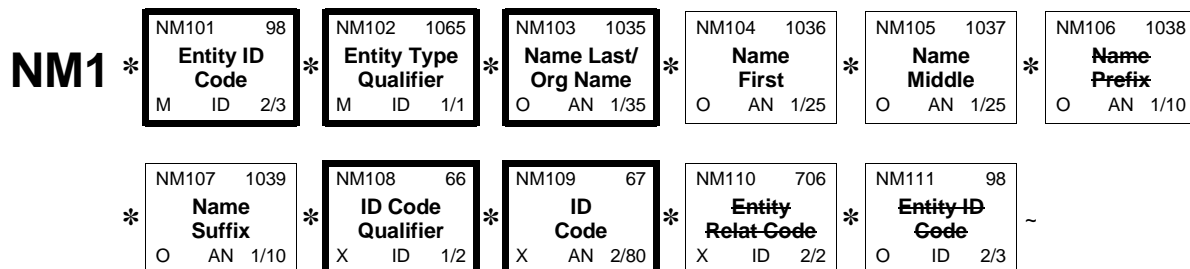 NM101 98 NM102 1065 NM103 1035 NM104 1036 NM105 1037 NM106 1038
NM1 * Entity ID * Entity Type * Name Last/ * Name * Name * Name
Code Qualifier Org Name First Middle Prefix
M ID 2/3 M ID 1/1 O AN 1/35 O AN 1/25 O AN 1/25 O AN 1/10
NM107 1039 NM108 66 NM109 67 NM110 706 NM111 98
* Name * ID Code * ID * Entity * Entity ID ~
Suffix Qualifier Code Relat Code Code
O AN 1/10 X ID 1/2 X AN 2/80 X ID 2/2 O ID 2/3